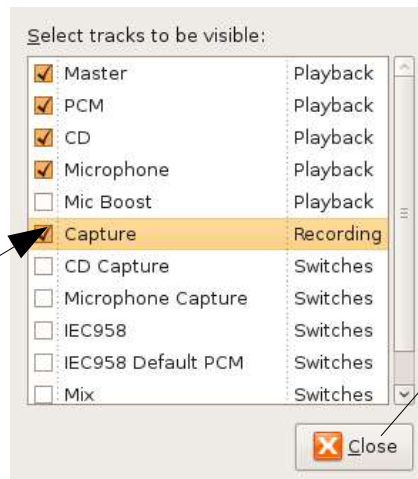 Select tracks to be visible:
Master Playback
PCM Playback
CD Playback
Microphone Playback
Mic Boost Playback
Capture Recording
CD Capture Switches
Microphone Capture Switches
IEC958 Switches
IEC958 Default PCM Switches
Mix Switches
Close